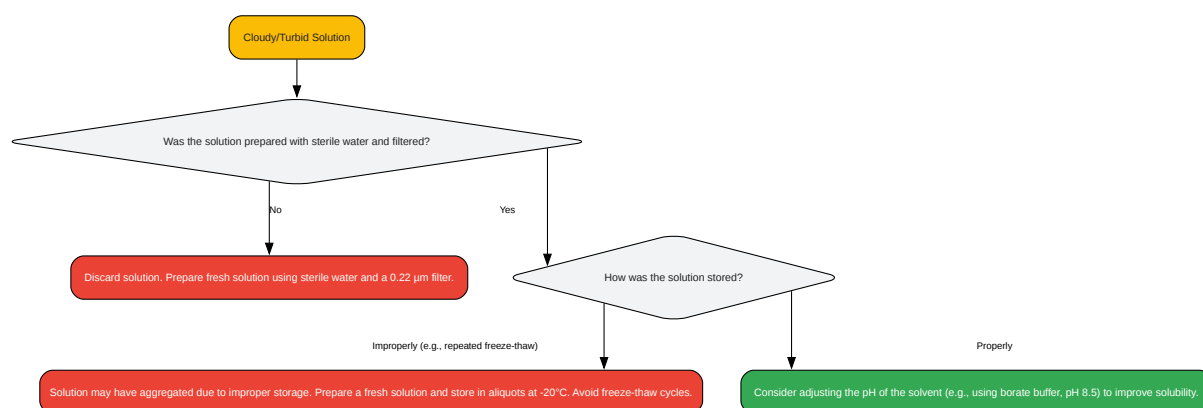 Cloudy/Turbid Solution
Was the solution prepared with sterile water and filtered?
No
Yes
Discard solution. Prepare fresh solution using sterile water and a 0.22 µm filter.
How was the solution stored?
Improperly (e.g., repeated freeze-thaw)
Properly
Solution may have aggregated due to improper storage. Prepare a fresh solution and store in aliquots at -20°C. Avoid freeze-thaw cycles.
Consider adjusting the pH of the solvent (e.g., using borate buffer, pH 8.5) to improve solubility.